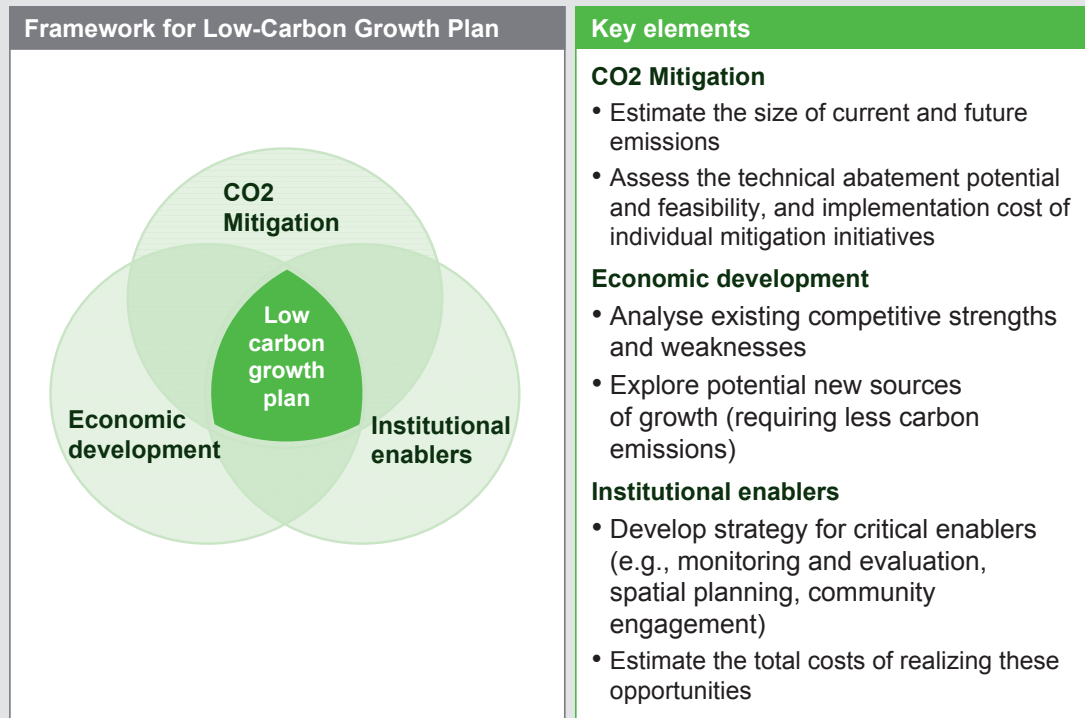 Framework for Low-Carbon Growth Plan
CO2
Mitigation
Low
carbon
growth
plan
Economic
development
Institutional
enablers
Key elements
CO2 Mitigation
• Estimate the size of current and future
emissions
• Assess the technical abatement potential
and feasibility, and implementation cost of
individual mitigation initiatives
Economic development
• Analyse existing competitive strengths
and weaknesses
• Explore potential new sources
of growth (requiring less carbon
emissions)
Institutional enablers
• Develop strategy for critical enablers
(e.g., monitoring and evaluation,
spatial planning, community
engagement)
• Estimate the total costs of realizing these
opportunities